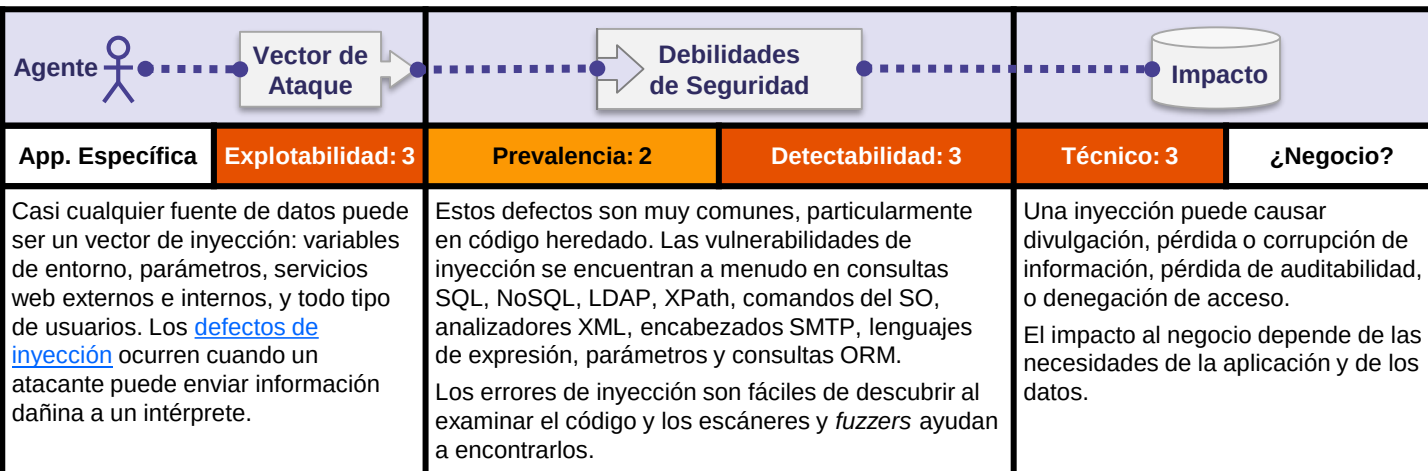 Agente
Vector de
Ataque
Debilidades
de Seguridad
Impacto
App. Específica
Explotabilidad: 3
Prevalencia: 2
Detectabilidad: 3
Técnico: 3
¿Negocio?
Casi cualquier fuente de datos puede
ser un vector de inyección: variables
de entorno, parámetros, servicios
web externos e internos, y todo tipo
de usuarios. Los defectos de
inyección ocurren cuando un
atacante puede enviar información
dañina a un intérprete.
Estos defectos son muy comunes, particularmente
en código heredado. Las vulnerabilidades de
inyección se encuentran a menudo en consultas
SQL, NoSQL, LDAP, XPath, comandos del SO,
analizadores XML, encabezados SMTP, lenguajes
de expresión, parámetros y consultas ORM.
Los errores de inyección son fáciles de descubrir al
examinar el código y los escáneres y fuzzers ayudan
a encontrarlos.
Una inyección puede causar
divulgación, pérdida o corrupción de
información, pérdida de auditabilidad,
o denegación de acceso.
El impacto al negocio depende de las
necesidades de la aplicación y de los
datos.